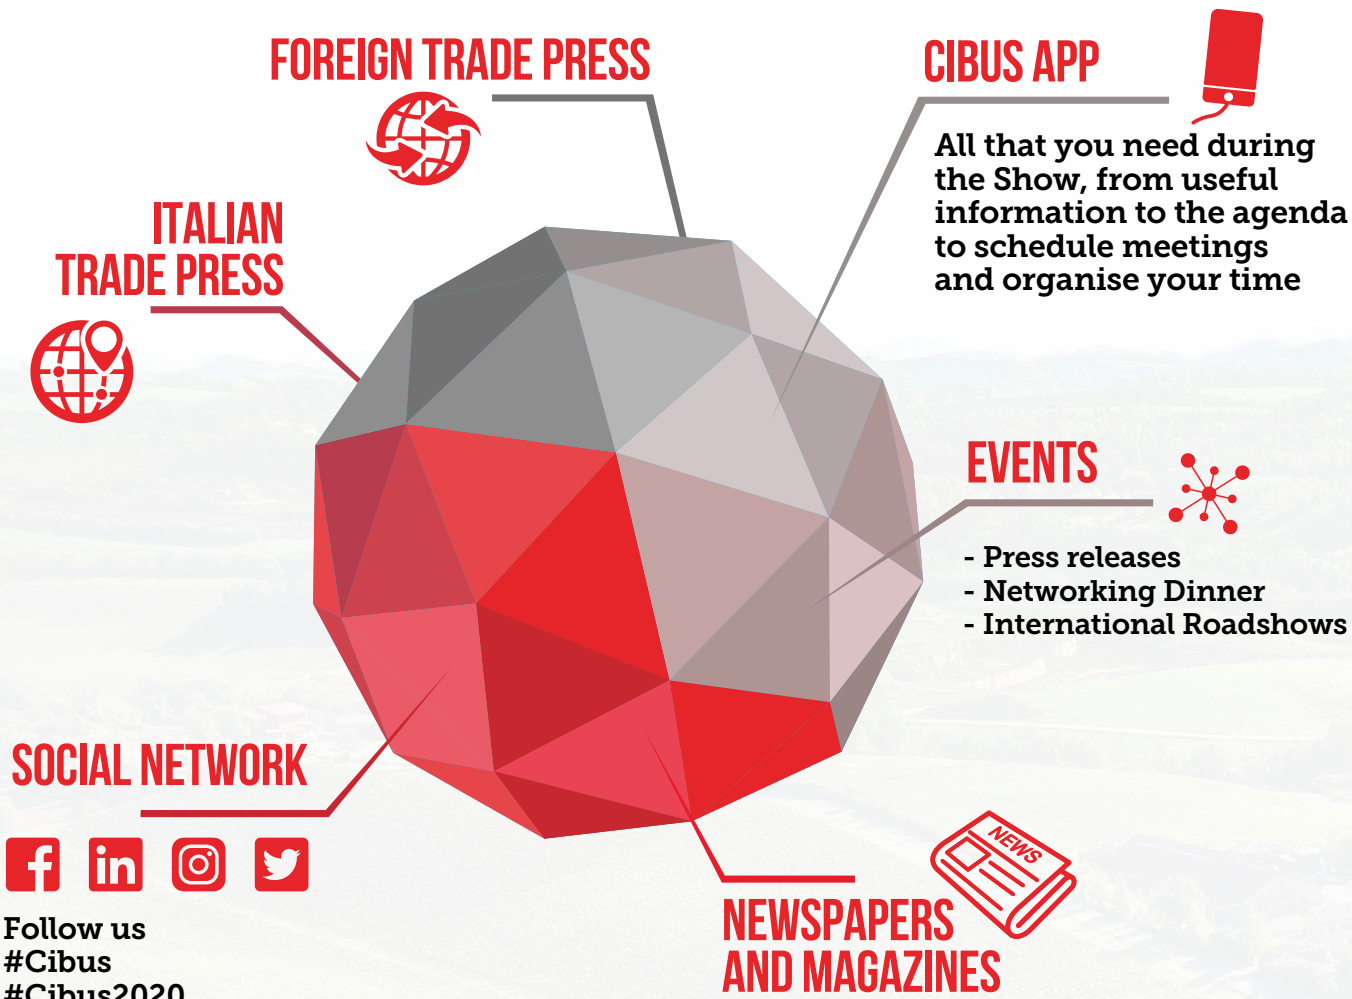 FOREIGN TRADE PRESS
CIBUS APP
All that you need during
the Show, from useful
information to the agenda
to schedule meetings
and organise your time
ITALIAN
TRADE PRESS
EVENTS
- Press releases
- Networking Dinner
- International Roadshows
SOCIAL NETWORK
Follow us
#Cibus
#Cibus2020
NEWS
NEWSPAPERS
AND MAGAZINES